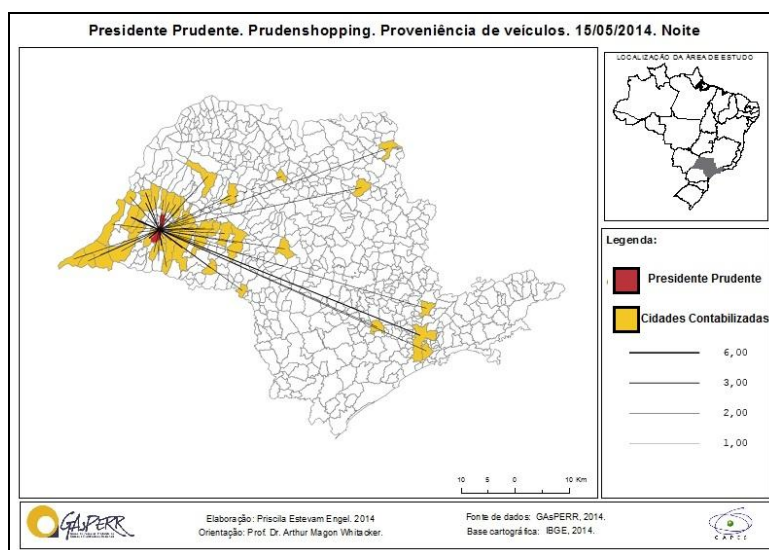 Presidente Prudente. Prudenshopping. Proveniência de veículos. 15/05/2014. Noite
LOCALIZAÇÃO DA ÁREA DE ESTUDO
Legenda:
Presidente Prudente
Cidades Contabilizadas
6,00
3,00
2,00
1,00
10 5 0 10 Km
GAsPERR
Elaboração: Priscila Estevam Engel. 2014
Orientação: Prof. Dr. Arthur Magon Whitacker.
Fonte de dados: GAsPERR, 2014.
Base cartográfica: IBGE, 2014.
CAPES